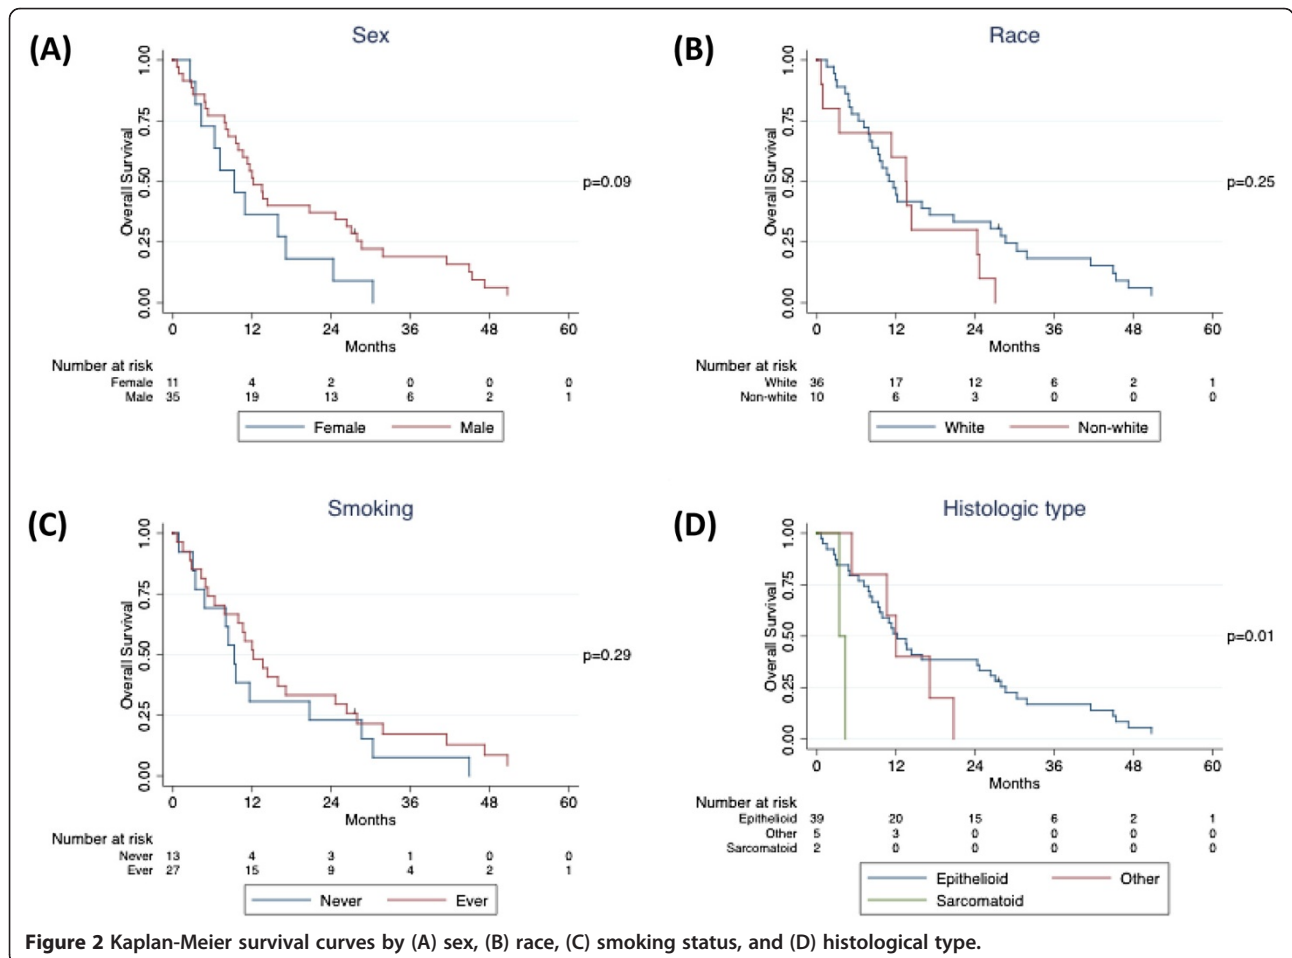 (A)
Sex
Overall Survival
1.00
0.75
0.50
0.25
0.00
p=0.09
0 12 24 36 48 60
Months
Number at risk
Female 11 4 2 0 0 0
Male 35 19 13 6 2 1
Female Male
(B)
Race
Overall Survival
1.00
0.75
0.50
0.25
0.00
p=0.25
0 12 24 36 48 60
Months
Number at risk
White 36 17 12 6 2 1
Non-white 10 6 3 0 0 0
White Non-white
(C)
Smoking
Overall Survival
1.00
0.75
0.50
0.25
0.00
p=0.29
0 12 24 36 48 60
Months
Number at risk
Never 13 4 3 1 0 0
Ever 27 15 9 4 2 1
Never Ever
(D)
Histologic type
Overall Survival
1.00
0.75
0.50
0.25
0.00
p=0.01
0 12 24 36 48 60
Months
Number at risk
Epithelioid 39 20 15 6 2 1
Other 5 3 0 0 0 0
Sarcomatoid 2 0 0 0 0 0
Epithelioid Other
Sarcomatoid
Figure 2 Kaplan-Meier survival curves by (A) sex, (B) race, (C) smoking status, and (D) histological type.